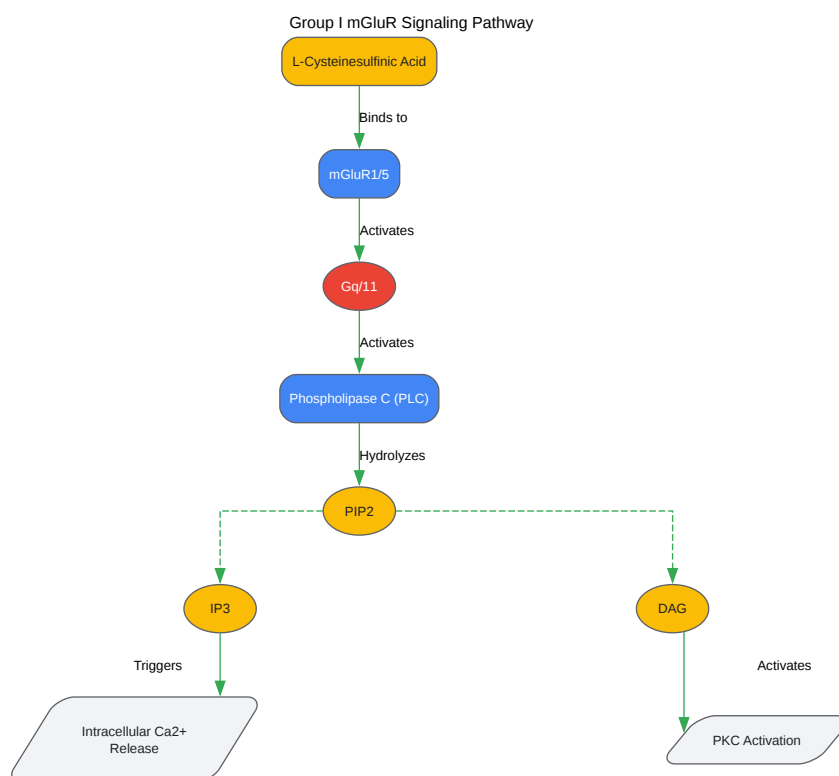 Group I mGluR Signaling Pathway
L-Cysteinesulfinic Acid
Binds to
mGluR1/5
Activates
Gq/11
Activates
Phospholipase C (PLC)
Hydrolyzes
PIP2
IP3
DAG
Triggers
Activates
Intracellular Ca2+
Release
PKC Activation